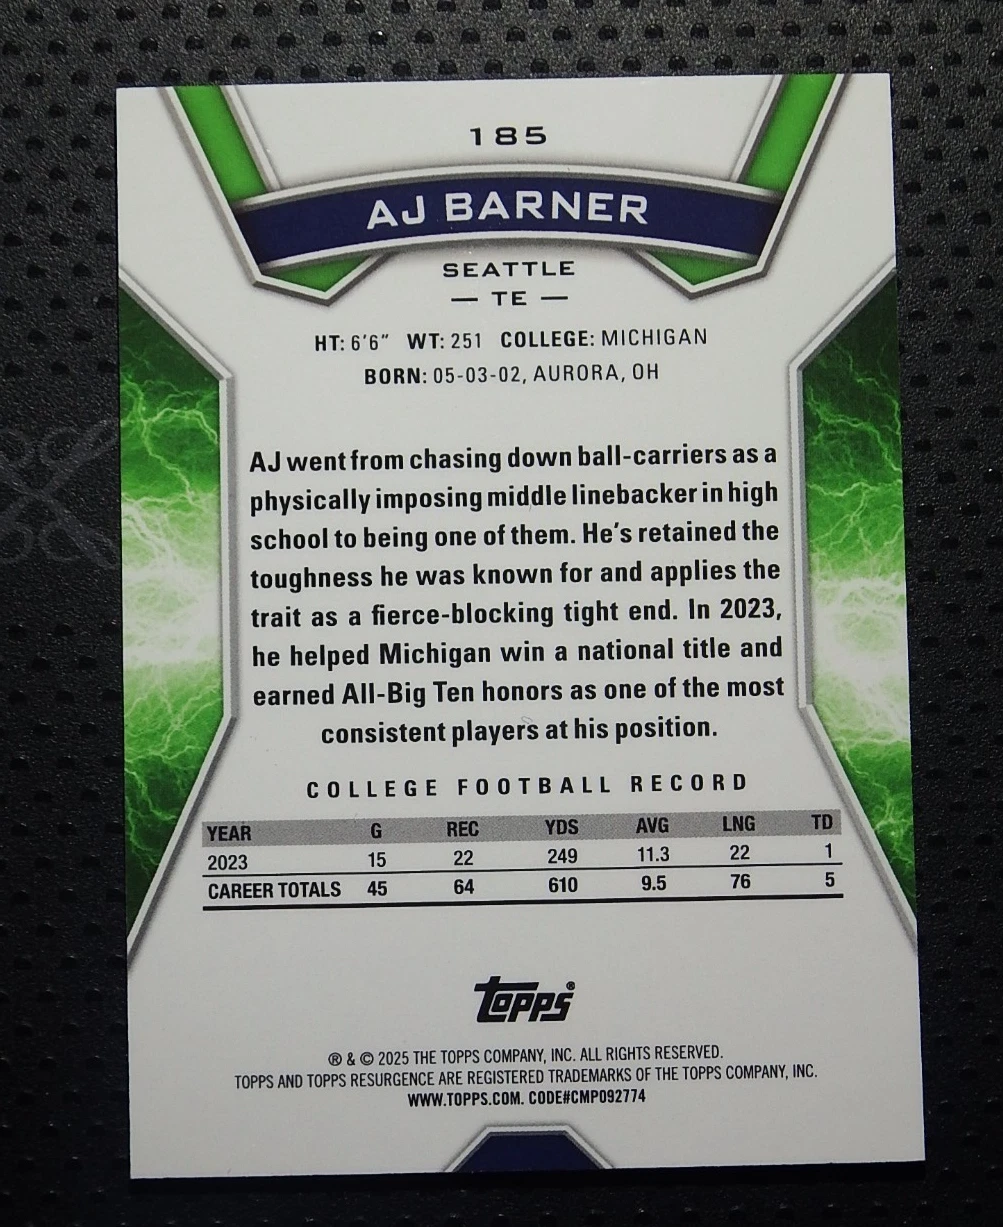 185
AJ BARNER
SEATTLE
— TE —
HT: 6'6" WT: 251 COLLEGE: MICHIGAN
BORN: 05-03-02, AURORA, OH
AJ went from chasing down ball-carriers as a
physically imposing middle linebacker in high
school to being one of them. He's retained the
toughness he was known for and applies the
trait as a fierce-blocking tight end. In 2023,
he helped Michigan win a national title and
earned All-Big Ten honors as one of the most
consistent players at his position.
COLLEGE FOOTBALL RECORD
YEAR G REC YDS AVG LNG TD
2023 15 22 249 11.3 22 1
CAREER TOTALS 45 64 610 9.5 76 5
topps®
® & © 2025 THE TOPPS COMPANY, INC. ALL RIGHTS RESERVED.
TOPPS AND TOPPS RESURGENCE ARE REGISTERED TRADEMARKS OF THE TOPPS COMPANY, INC.
WWW.TOPPS.COM. CODE#CMP092774